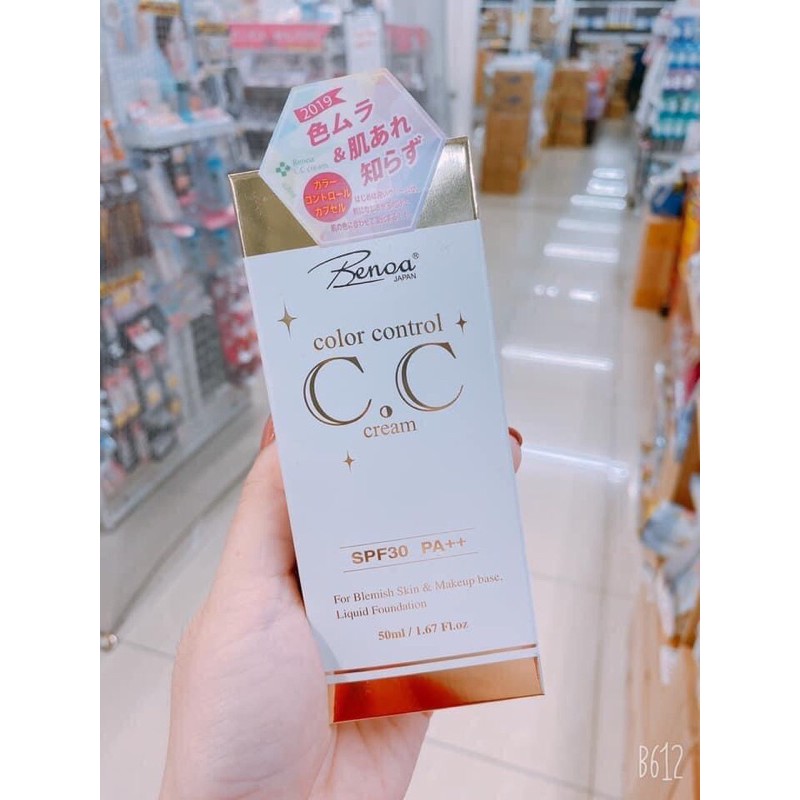 2019
色ムラ
&肌あれ
知らず
Benoa
C.C cream
カラー
コントロール
カプセル
Benoa®
JAPAN
color control
C.C
cream
SPF30 PA++
For Blemish Skin & Makeup base,
Liquid Foundation
50ml / 1.67 Fl.oz
B612